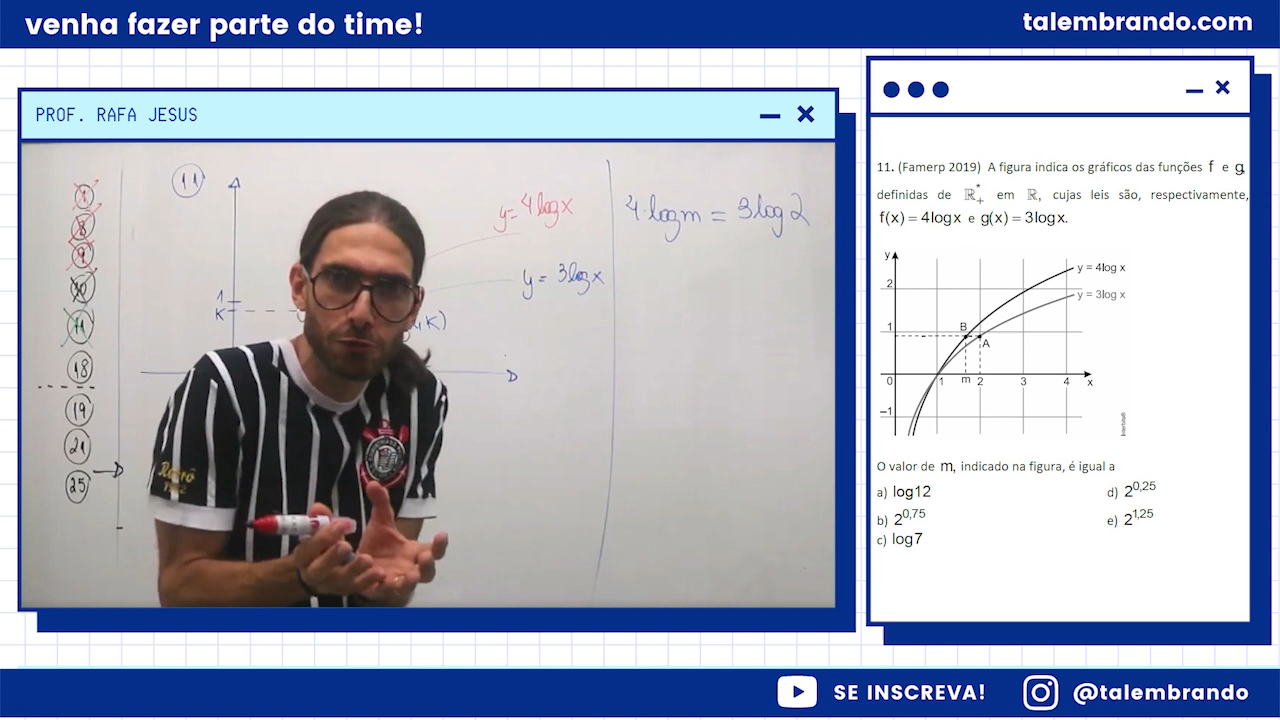 venha fazer parte do time!
talembrando.com
PROF. RAFA JESUS
11
1
8
9
10
11
18
19
21
25
y = 4 log x
y = 3 log x
1
K
, K)
4·log m = 3 log 2
11. (Famerp 2019) A figura indica os gráficos das funções f e g,
definidas de ℝ*₊ em ℝ, cujas leis são, respectivamente,
f(x) = 4log x e g(x) = 3log x.
y
y = 4log x
2
y = 3log x
1
B
A
0
1
m
2
3
4
x
−1
O valor de m, indicado na figura, é igual a
a) log12
d) 2^0,25
b) 2^0,75
e) 2^1,25
c) log7
SE INSCREVA!
@talembrando